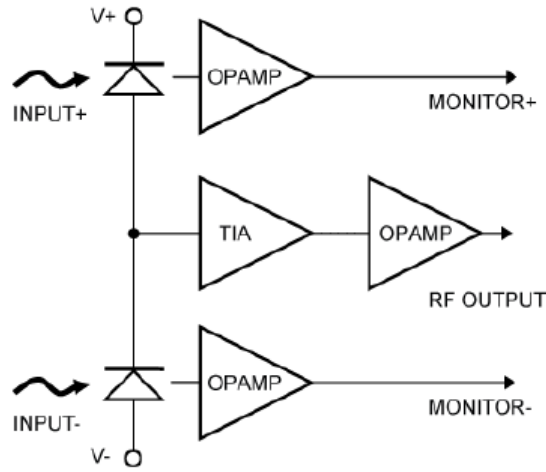 V+
OPAMP
INPUT+
MONITOR+
TIA
OPAMP
RF OUTPUT
OPAMP
INPUT-
MONITOR-
V-